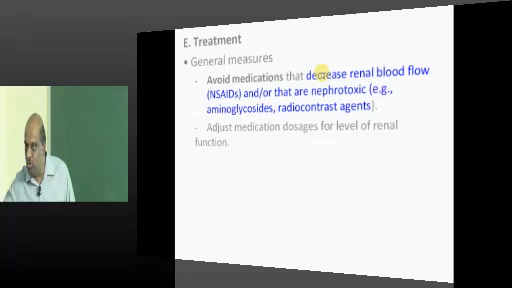 E. Treatment
• General measures
- Avoid medications that decrease renal blood flow
(NSAIDs) and/or that are nephrotoxic (e.g.,
aminoglycosides, radiocontrast agents).
- Adjust medication dosages for level of renal
function.